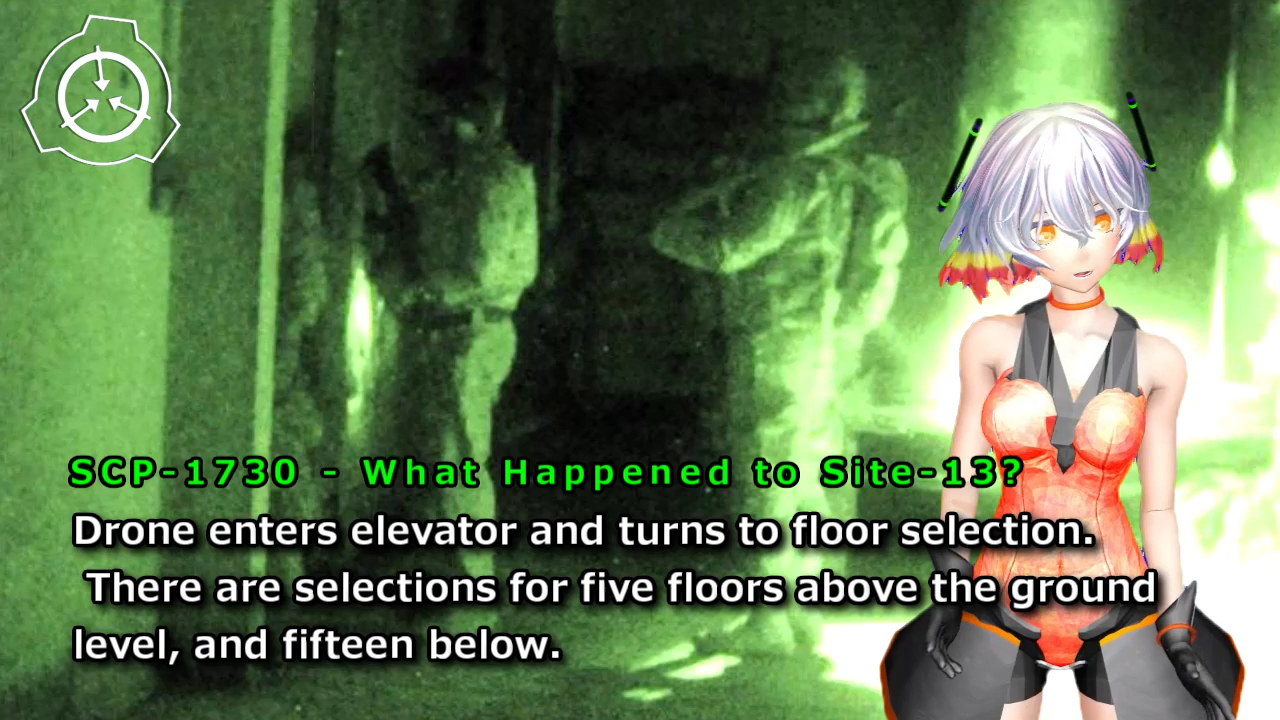 SCP-1730 - What Happened to Site-13?
Drone enters elevator and turns to floor selection.
There are selections for five floors above the ground
level, and fifteen below.